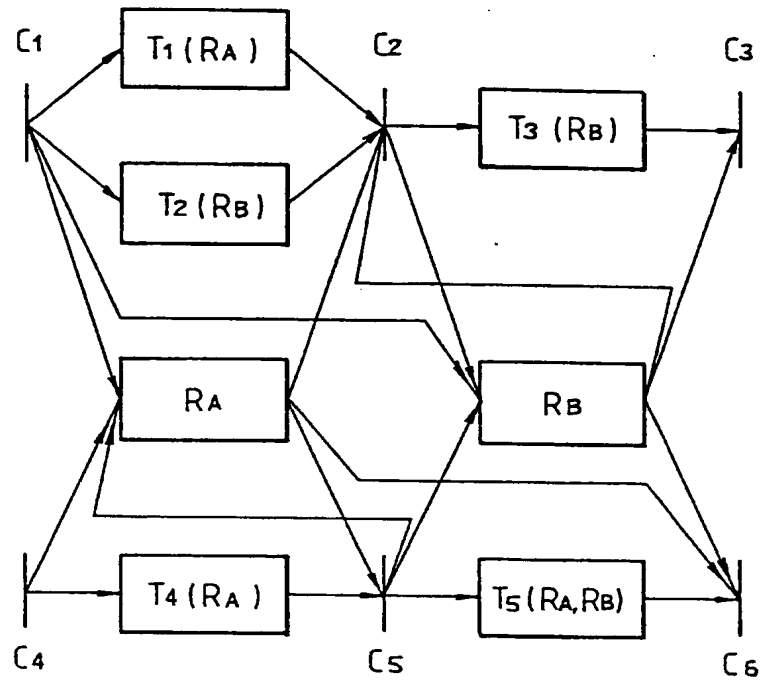 C1
T1 (RA)
C2
C3
T3 (RB)
T2 (RB)
RA
RB
T4 (RA)
T5 (RA, RB)
C4
C5
C6